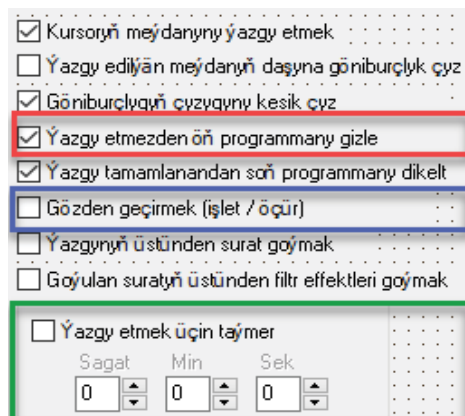 Kursoryň meýdanyny ýazgy etmek
Ýazgy edilýän meýdanyň daşyna göniburçlyk çyz
Göniburçlygyň çyzygyny kesik çyz
Ýazgy etmezden öň programmany gizle
Ýazgy tamamlanandan soň programmany dikelt
Gözden geçirmek (işlet / öçür)
Ýazgynyň üstünden surat goýmak
Goýulan suratyň üstünden filtr effektleri goýmak
Ýazgy etmek üçin taýmer
Sagat Min Sek
0 0 0